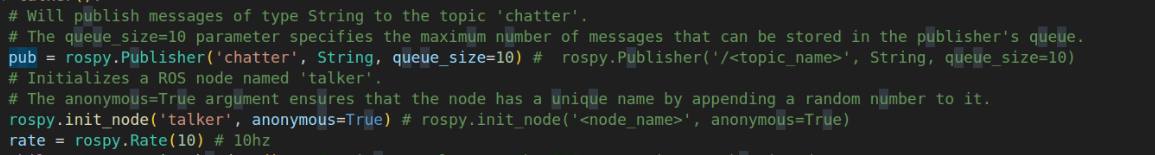 # Will publish messages of type String to the topic 'chatter'.
# The queue_size=10 parameter specifies the maximum number of messages that can be stored in the publisher's queue.
pub = rospy.Publisher('chatter', String, queue_size=10) #  rospy.Publisher('/<topic_name>', String, queue_size=10)
# Initializes a ROS node named 'talker'.
# The anonymous=True argument ensures that the node has a unique name by appending a random number to it.
rospy.init_node('talker', anonymous=True) # rospy.init_node('<node_name>', anonymous=True)
rate = rospy.Rate(10) # 10hz